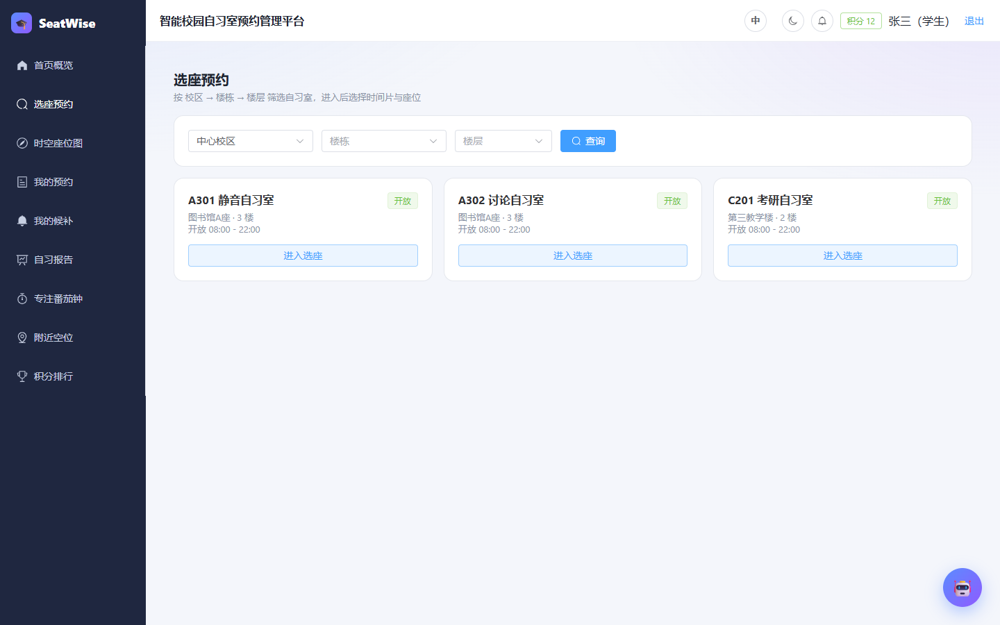 SeatWise
首页概览
选座预约
时空座位图
我的预约
我的候补
自习报告
专注番茄钟
附近空位
积分排行
智能校园自习室预约管理平台
中
积分 12
张三（学生）
退出
选座预约
按 校区 → 楼栋 → 楼层 筛选自习室，进入后选择时间片与座位
中心校区
楼栋
楼层
查询
A301 静音自习室
开放
图书馆A座 · 3 楼
开放 08:00 - 22:00
进入选座
A302 讨论自习室
开放
图书馆A座 · 3 楼
开放 08:00 - 22:00
进入选座
C201 考研自习室
开放
第三教学楼 · 2 楼
开放 08:00 - 22:00
进入选座